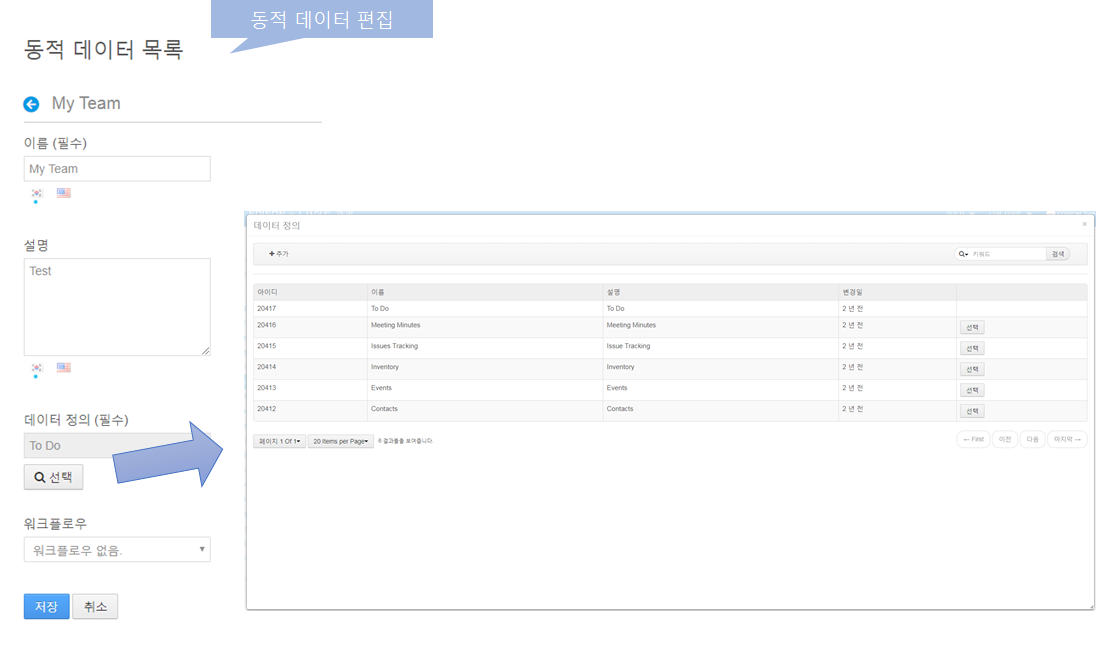 동적 데이터 편집
동적 데이터 목록
My Team
이름 (필수)
My Team
설명
Test
데이터 정의 (필수)
To Do
선택
워크플로우
워크플로우 없음.
저장 취소
데이터 정의 ×
+ 추가 키워드 검색
아이디 이름 설명 변경일
20417 To Do To Do 2 년 전
20416 Meeting Minutes Meeting Minutes 2 년 전 선택
20415 Issues Tracking Issue Tracking 2 년 전 선택
20414 Inventory Inventory 2 년 전 선택
20413 Events Events 2 년 전 선택
20412 Contacts Contacts 2 년 전 선택
페이지 1 Of 1 20 Items per Page 6 결과들을 보여줍니다.
← First 이전 다음 마지막 →